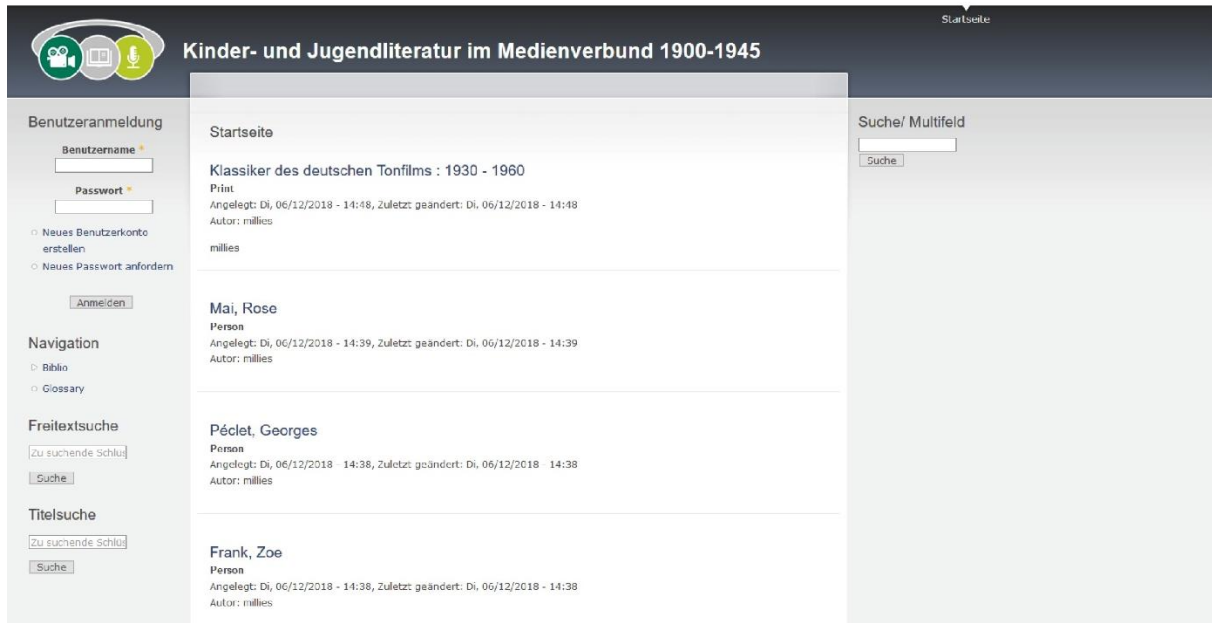 Startseite
Kinder- und Jugendliteratur im Medienverbund 1900-1945
Benutzeranmeldung
Benutzername *
Passwort *
Neues Benutzerkonto
erstellen
Neues Passwort anfordern
Anmelden
Navigation
Biblio
Glossary
Freitextsuche
Zu suchende Schlüs
Suche
Titelsuche
Zu suchende Schlüs
Suche
Startseite
Klassiker des deutschen Tonfilms : 1930 - 1960
Print
Angelegt: Di, 06/12/2018 - 14:48, Zuletzt geändert: Di, 06/12/2018 - 14:48
Autor: millies
millies
Mai, Rose
Person
Angelegt: Di, 06/12/2018 - 14:39, Zuletzt geändert: Di, 06/12/2018 - 14:39
Autor: millies
Péclet, Georges
Person
Angelegt: Di, 06/12/2018 - 14:38, Zuletzt geändert: Di, 06/12/2018 - 14:38
Autor: millies
Frank, Zoe
Person
Angelegt: Di, 06/12/2018 - 14:38, Zuletzt geändert: Di, 06/12/2018 - 14:38
Autor: millies
Suche/ Multifeld
Suche